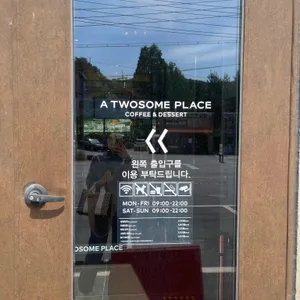 A TWOSOME PLACE
COFFEE & DESSERT
왼쪽 출입구를
이용 부탁드립니다.
MON-FRI 09:00-22:00
SAT-SUN 09:00-22:00
OSOME PLACE